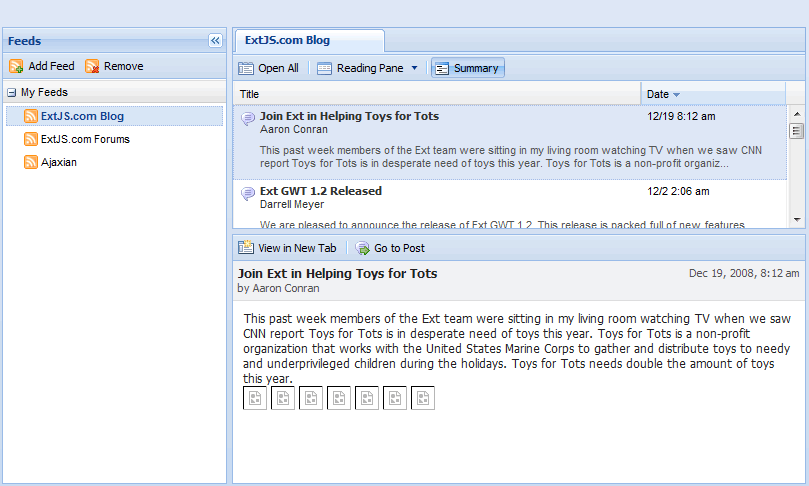 Feeds
Add Feed Remove
My Feeds
ExtJS.com Blog
ExtJS.com Forums
Ajaxian
ExtJS.com Blog
Open All Reading Pane Summary
Title Date
Join Ext in Helping Toys for Tots 12/19 8:12 am
Aaron Conran
This past week members of the Ext team were sitting in my living room watching TV when we saw CNN
report Toys for Tots is in desperate need of toys this year. Toys for Tots is a non-profit organiz...
Ext GWT 1.2 Released 12/2 2:06 am
Darrell Meyer
We are pleased to announce the release of Ext GWT 1.2. This release is packed full of new features
View in New Tab Go to Post
Join Ext in Helping Toys for Tots Dec 19, 2008, 8:12 am
by Aaron Conran
This past week members of the Ext team were sitting in my living room watching TV when we saw
CNN report Toys for Tots is in desperate need of toys this year. Toys for Tots is a non-profit
organization that works with the United States Marine Corps to gather and distribute toys to needy
and underprivileged children during the holidays. Toys for Tots needs double the amount of toys
this year.